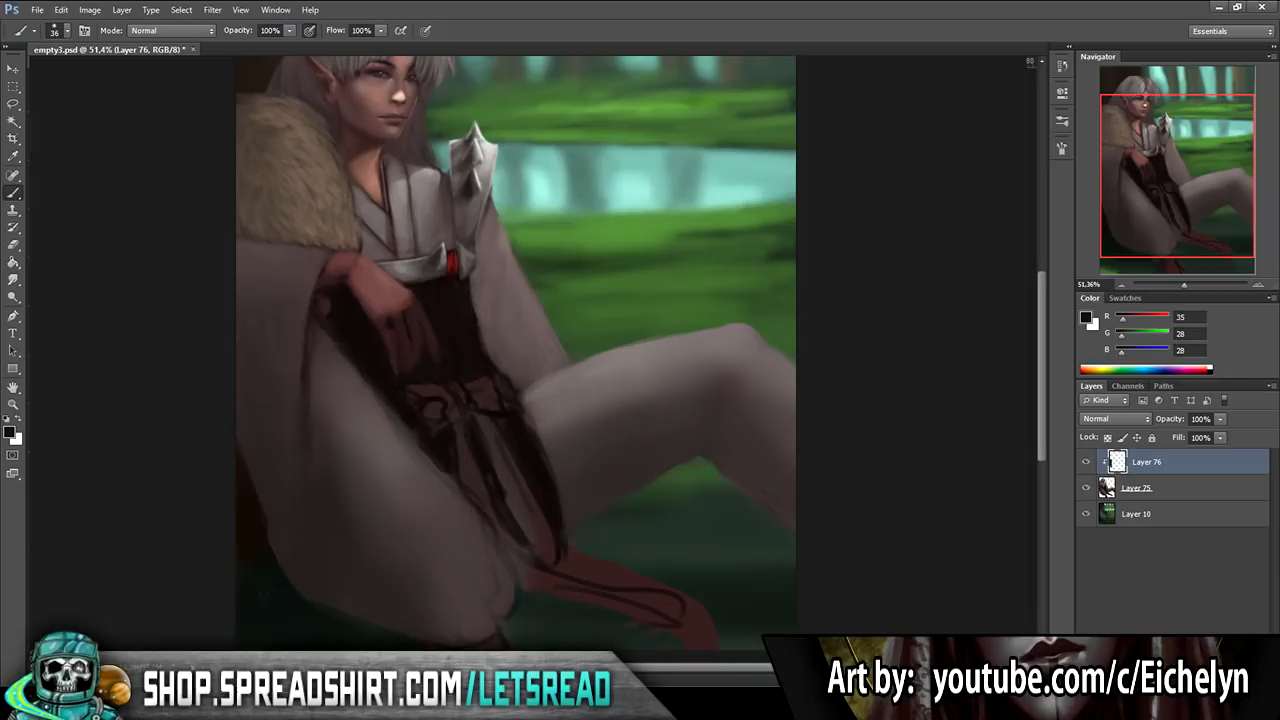 Ps File Edit Image Layer Type Select Filter View Window Help
36 Mode: Normal Opacity: 100% Flow: 100% Essentials
empty3.psd @ 51,4% (Layer 76, RGB/8) * ×
Navigator
51,36%
Color Swatches
R 35
G 28
B 28
Layers Channels Paths
Kind
Normal Opacity: 100%
Lock: Fill: 100%
Layer 76
Layer 75
Layer 10
SHOP.SPREADSHIRT.COM/LETSREAD
Art by: youtube.com/c/Eichelyn